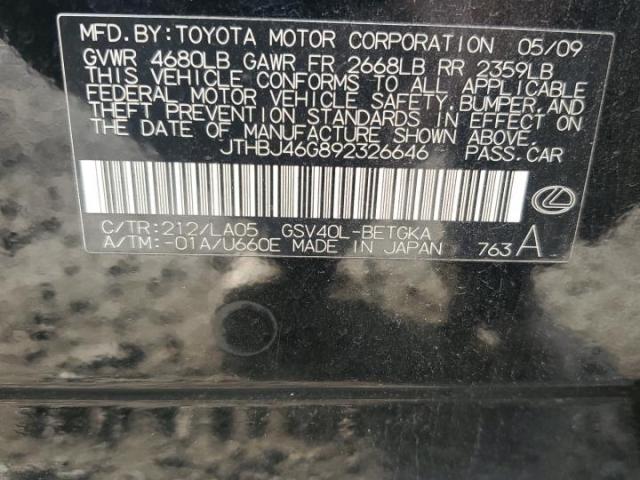 MFD. BY: TOYOTA MOTOR CORPORATION 05/09
GVWR 4680LB GAWR FR 2668LB RR 2359LB
THIS VEHICLE CONFORMS TO ALL APPLICABLE
FEDERAL MOTOR VEHICLE SAFETY, BUMPER, AND
THEFT PREVENTION STANDARDS IN EFFECT ON
THE DATE OF MANUFACTURE SHOWN ABOVE.
JTHBJ46G892326646 PASS. CAR
C/TR: 212/LA05 GSV40L-BETGKA
A/TM: -01A/U660E MADE IN JAPAN 763 A